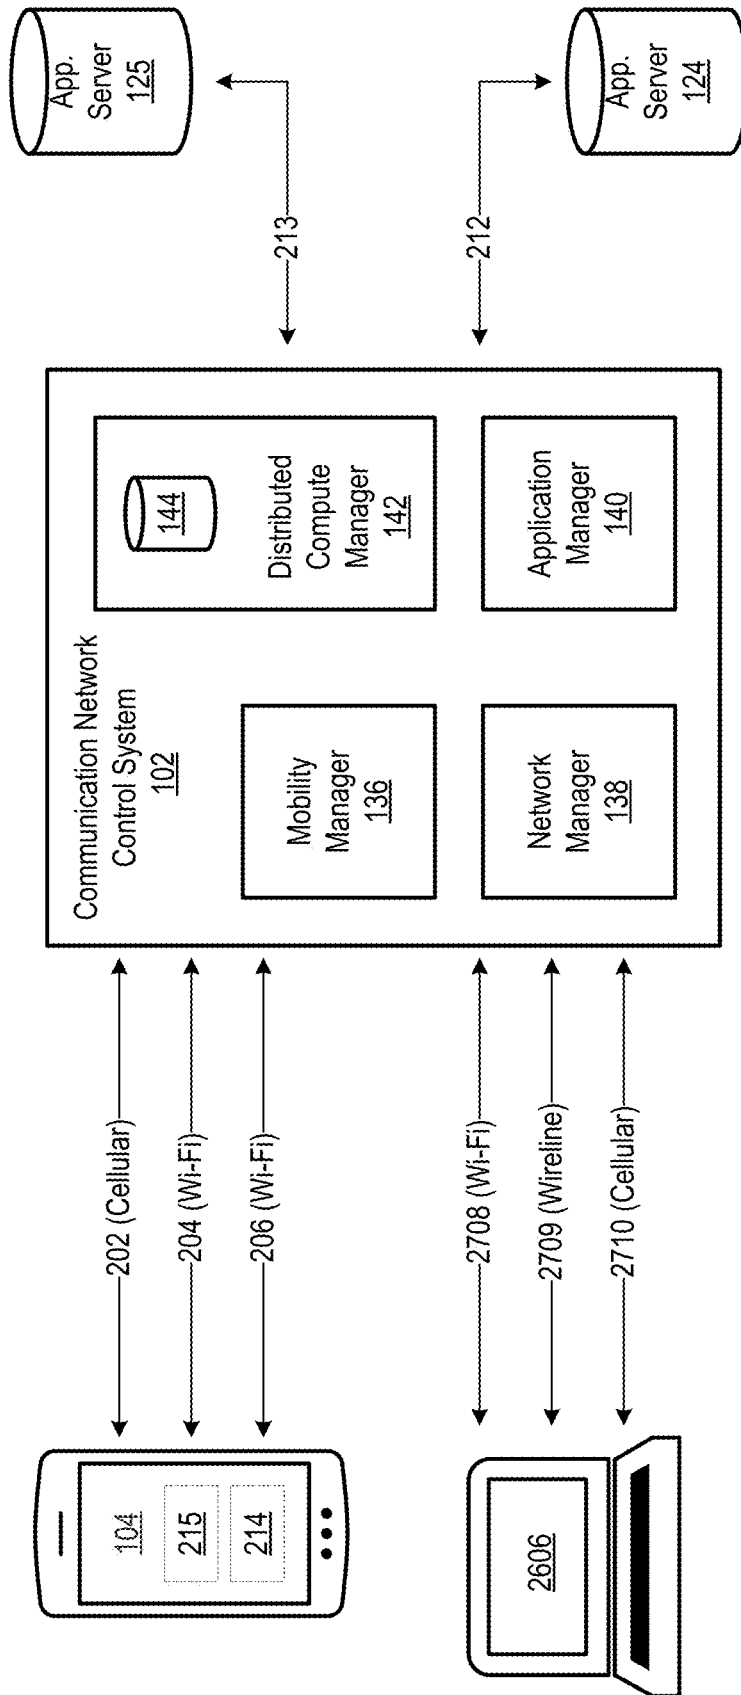 104
215
214
2606
202 (Cellular)
204 (Wi-Fi)
206 (Wi-Fi)
2708 (Wi-Fi)
2709 (Wireline)
2710 (Cellular)
Communication Network
Control System
102
Mobility
Manager
136
Network
Manager
138
144
Distributed
Compute
Manager
142
Application
Manager
140
213
212
App.
Server
125
App.
Server
124